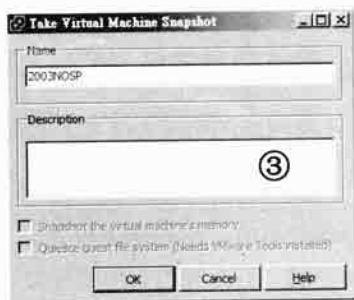 Take Virtual Machine Snapshot
Name
2003NOSP
Description
③
Snapshot the virtual machine's memory
Quiesce guest file system (Needs VMware Tools installed)
OK
Cancel
Help